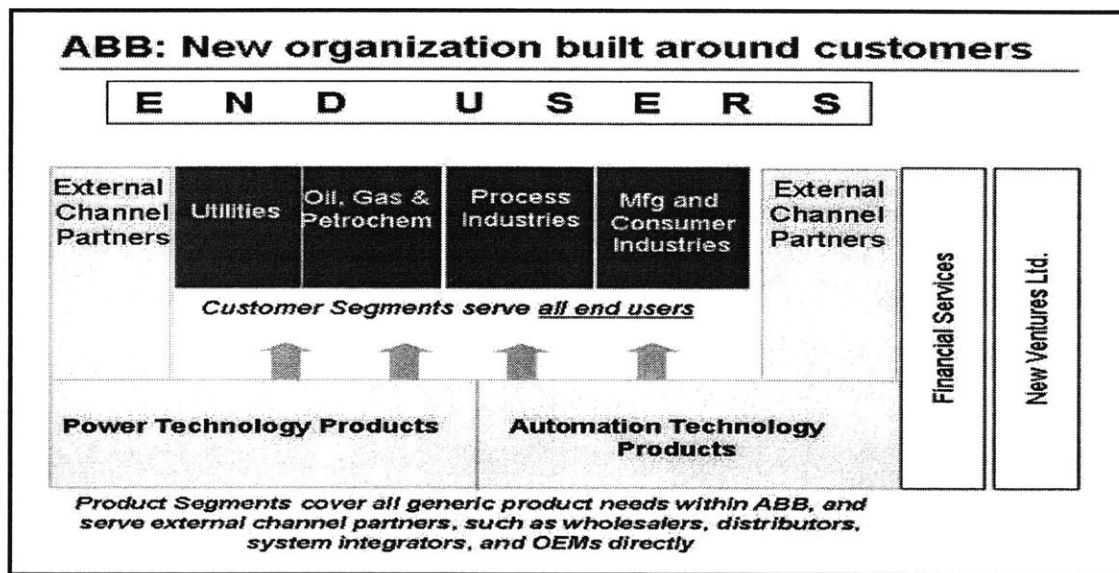 ABB: New organization built around customers
E N D U S E R S
External
Channel
Partners
Utilities
Oil, Gas &
Petrochem
Process
Industries
Mfg and
Consumer
Industries
External
Channel
Partners
Customer Segments serve all end users
Power Technology Products
Automation Technology
Products
Financial Services
New Ventures Ltd.
Product Segments cover all generic product needs within ABB, and
serve external channel partners, such as wholesalers, distributors,
system integrators, and OEMs directly